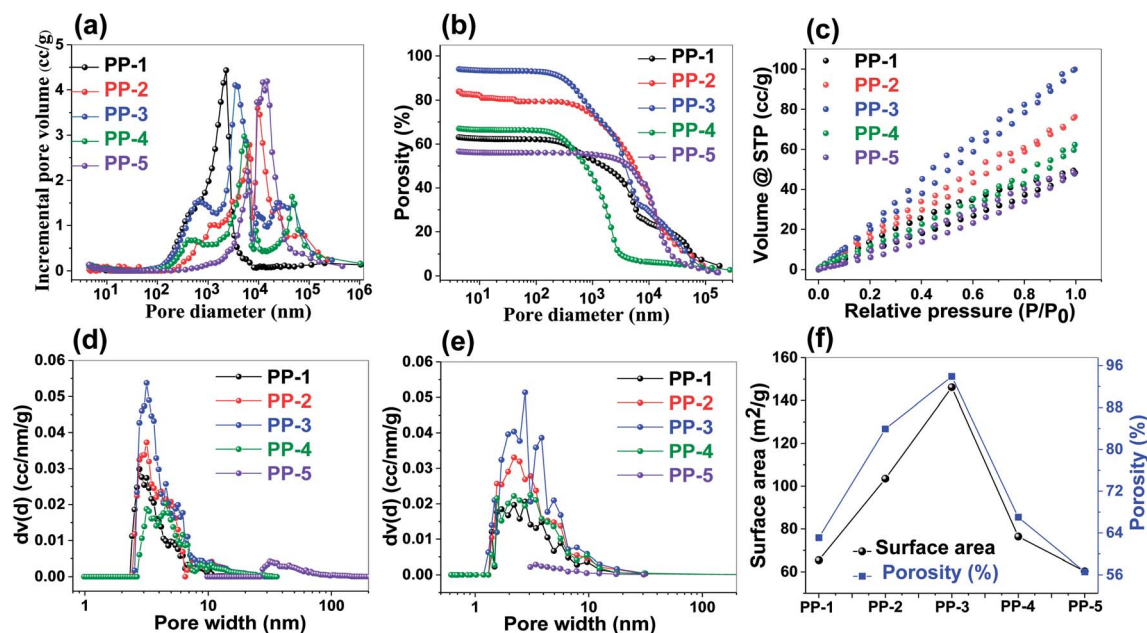 (a)
Incremental pore volume (cc/g)
5
4
3
2
1
0
PP-1
PP-2
PP-3
PP-4
PP-5
10¹ 10² 10³ 10⁴ 10⁵ 10⁶
Pore diameter (nm)
(b)
Porosity (%)
100
80
60
40
20
0
PP-1
PP-2
PP-3
PP-4
PP-5
10¹ 10² 10³ 10⁴ 10⁵
Pore diameter (nm)
(c)
Volume @ STP (cc/g)
100
80
60
40
20
0
PP-1
PP-2
PP-3
PP-4
PP-5
0.0 0.2 0.4 0.6 0.8 1.0
Relative pressure (P/P₀)
(d)
dv(d) (cc/nm/g)
0.06
0.05
0.04
0.03
0.02
0.01
0.00
PP-1
PP-2
PP-3
PP-4
PP-5
1 10 100
Pore width (nm)
(e)
dv(d) (cc/nm/g)
0.06
0.05
0.04
0.03
0.02
0.01
0.00
PP-1
PP-2
PP-3
PP-4
PP-5
1 10 100
Pore width (nm)
(f)
Surface area (m²/g)
160
140
120
100
80
60
Surface area
Porosity (%)
PP-1 PP-2 PP-3 PP-4 PP-5
96
88
80
72
64
56
Porosity (%)